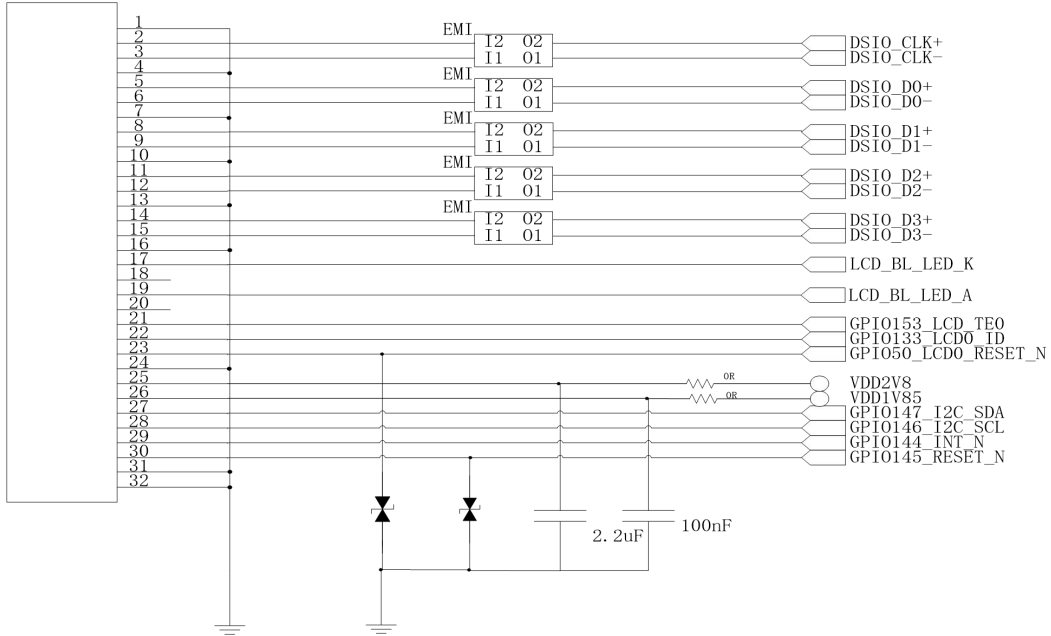 1
EMI
2 I2 O2 DSIO_CLK+
3 I1 O1 DSIO_CLK-
4 EMI
5 I2 O2 DSIO_D0+
6 I1 O1 DSIO_D0-
7 EMI
8 I2 O2 DSIO_D1+
9 I1 O1 DSIO_D1-
10 EMI
11 I2 O2 DSIO_D2+
12 I1 O1 DSIO_D2-
13 EMI
14 I2 O2 DSIO_D3+
15 I1 O1 DSIO_D3-
16
17 LCD_BL_LED_K
18
19 LCD_BL_LED_A
20
21 GPIO153_LCD_TEO
22 GPIO133_LCDO_ID
23 GPIO50_LCDO_RESET_N
24
25 OR VDD2V8
26 OR VDD1V85
27 GPIO147_I2C_SDA
28 GPIO146_I2C_SCL
29 GPIO144_INT_N
30 GPIO145_RESET_N
31
32
2.2uF 100nF